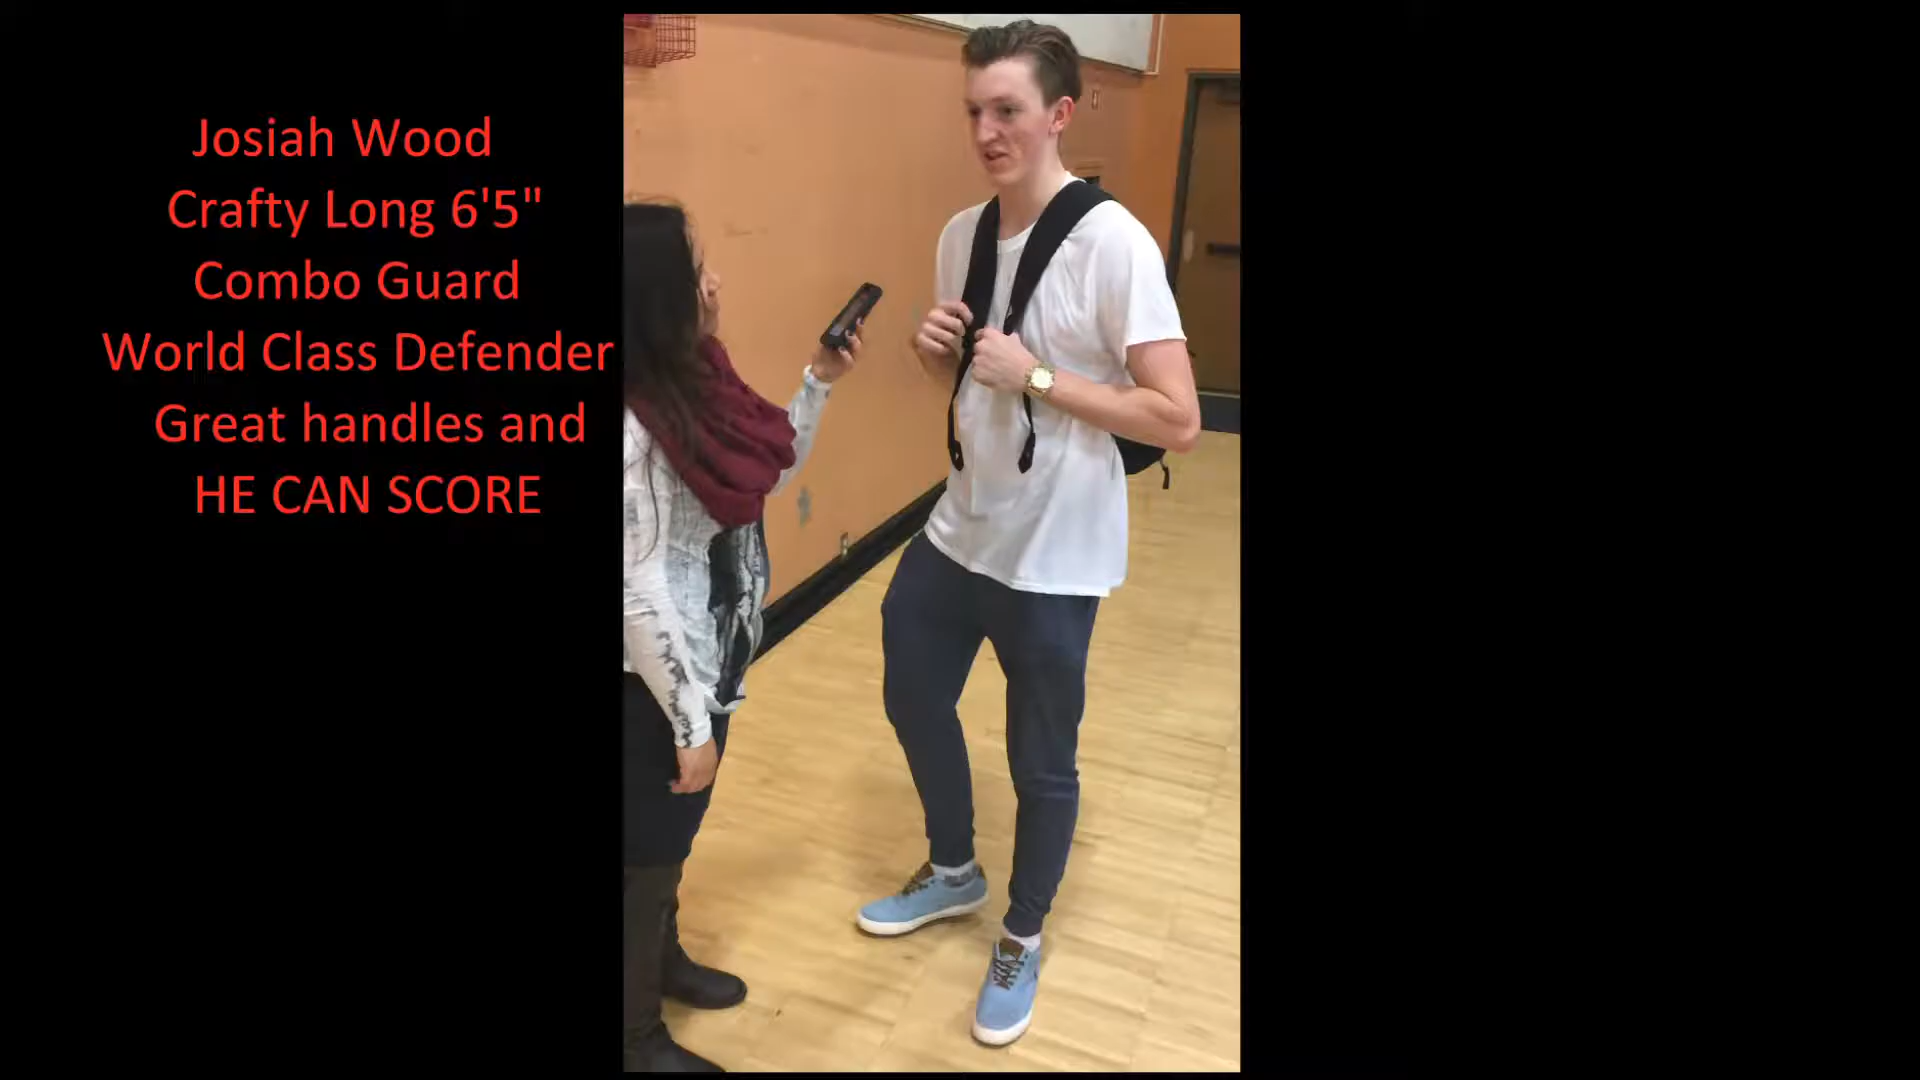 Josiah Wood
Crafty Long 6'5"
Combo Guard
World Class Defender
Great handles and
HE CAN SCORE